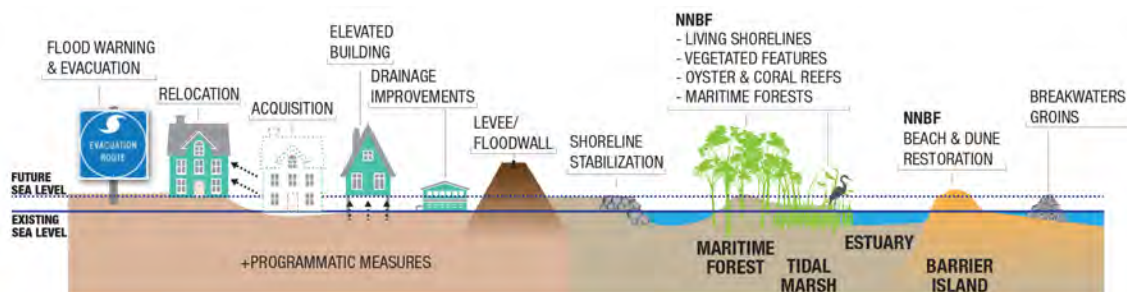 FLOOD WARNING
& EVACUATION
EVACUATION
ROUTE
RELOCATION
ACQUISITION
ELEVATED
BUILDING
DRAINAGE
IMPROVEMENTS
LEVEE/
FLOODWALL
SHORELINE
STABILIZATION
NNBF
- LIVING SHORELINES
- VEGETATED FEATURES
- OYSTER & CORAL REEFS
- MARITIME FORESTS
NNBF
BEACH & DUNE
RESTORATION
BREAKWATERS
GROINS
FUTURE
SEA LEVEL
EXISTING
SEA LEVEL
+PROGRAMMATIC MEASURES
MARITIME
FOREST
TIDAL
MARSH
ESTUARY
BARRIER
ISLAND